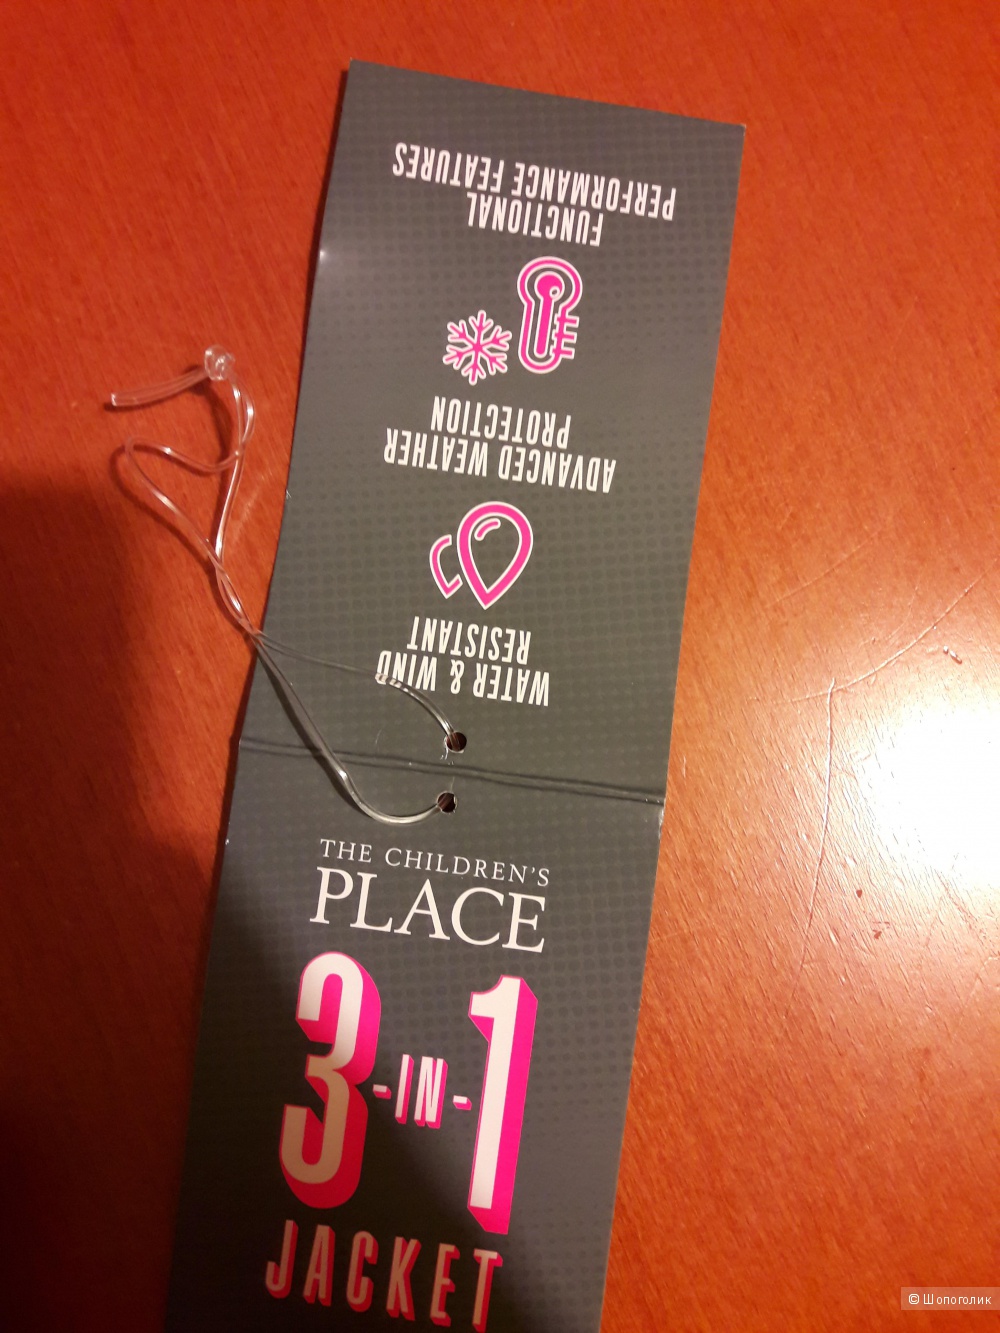 THE CHILDREN'S
PLACE
3-IN-1
JACKET
WATER & WIND
RESISTANT
ADVANCED WEATHER
PROTECTION
FUNCTIONAL
PERFORMANCE FEATURES
© Шопоголик